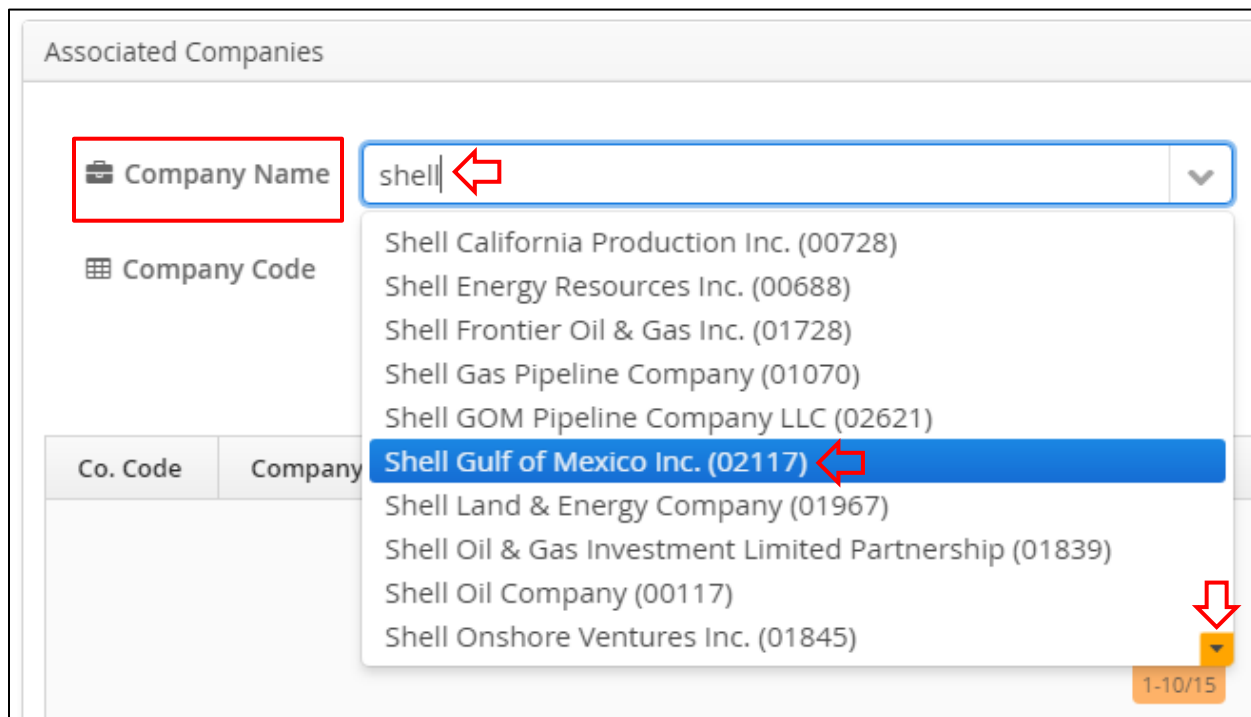 Associated Companies
Company Name
shell
Company Code
Shell California Production Inc. (00728)
Shell Energy Resources Inc. (00688)
Shell Frontier Oil & Gas Inc. (01728)
Shell Gas Pipeline Company (01070)
Shell GOM Pipeline Company LLC (02621)
Shell Gulf of Mexico Inc. (02117)
Shell Land & Energy Company (01967)
Shell Oil & Gas Investment Limited Partnership (01839)
Shell Oil Company (00117)
Shell Onshore Ventures Inc. (01845)
1-10/15
Co. Code
Company